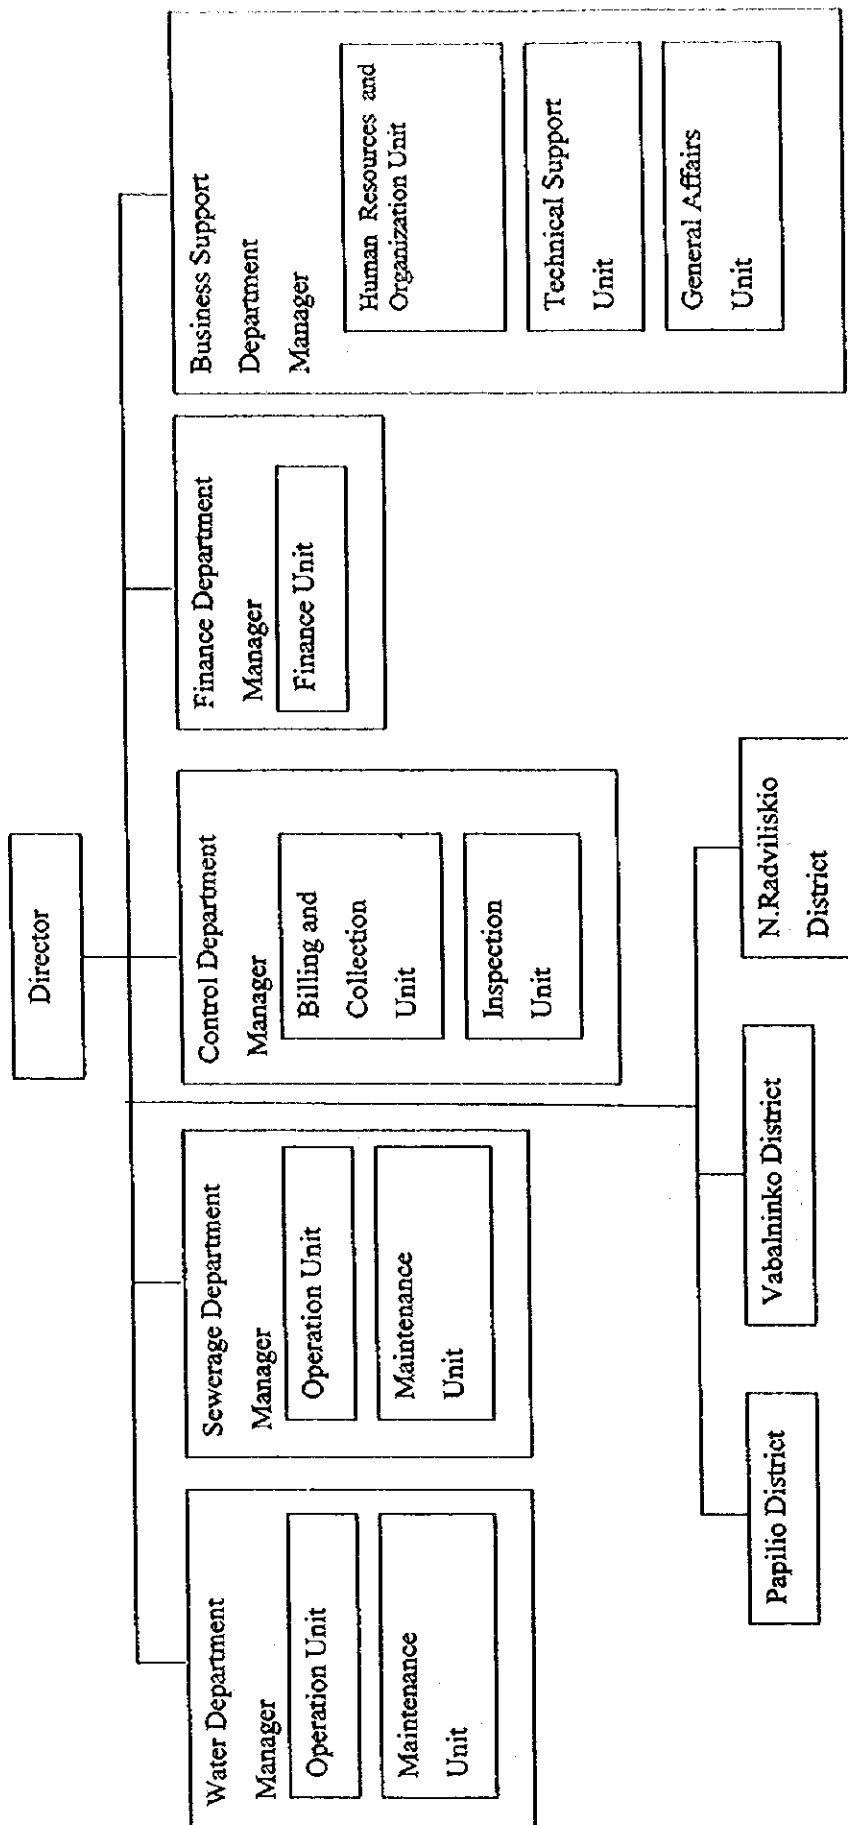 Director
Water Department
Manager
Operation Unit
Maintenance
Unit
Sewerage Department
Manager
Operation Unit
Maintenance
Unit
Control Department
Manager
Billing and
Collection
Unit
Inspection
Unit
Finance Department
Manager
Finance Unit
Business Support
Department
Manager
Human Resources and
Organization Unit
Technical Support
Unit
General Affairs
Unit
Papilio District
Vabalninko District
N.Radviliskio
District